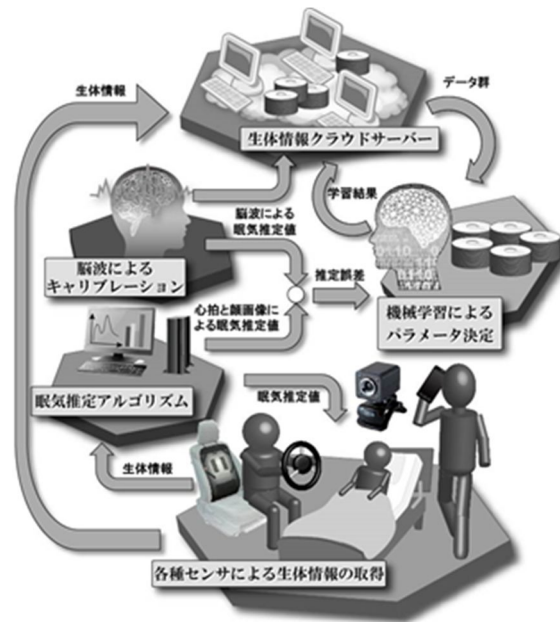 生体情報
データ群
生体情報クラウドサーバー
学習結果
脳波による
眠気推定値
脳波による
キャリブレーション
推定誤差
機械学習による
パラメータ決定
心拍と顔画像に
よる眠気推定値
眠気推定アルゴリズム
眠気推定値
生体情報
各種センサによる生体情報の取得